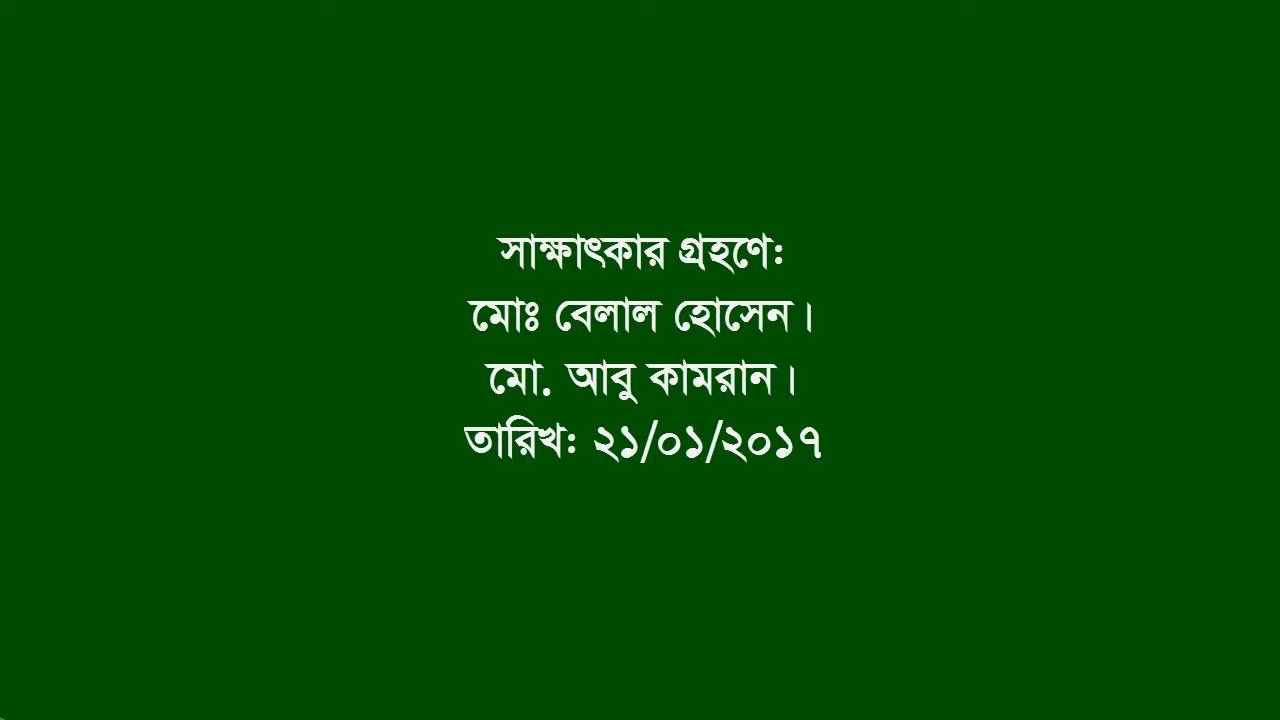 সাক্ষাৎকার গ্রহণে:
মোঃ বেলাল হোসেন।
মো. আবু কামরান।
তারিখ: ২১/০১/২০১৭